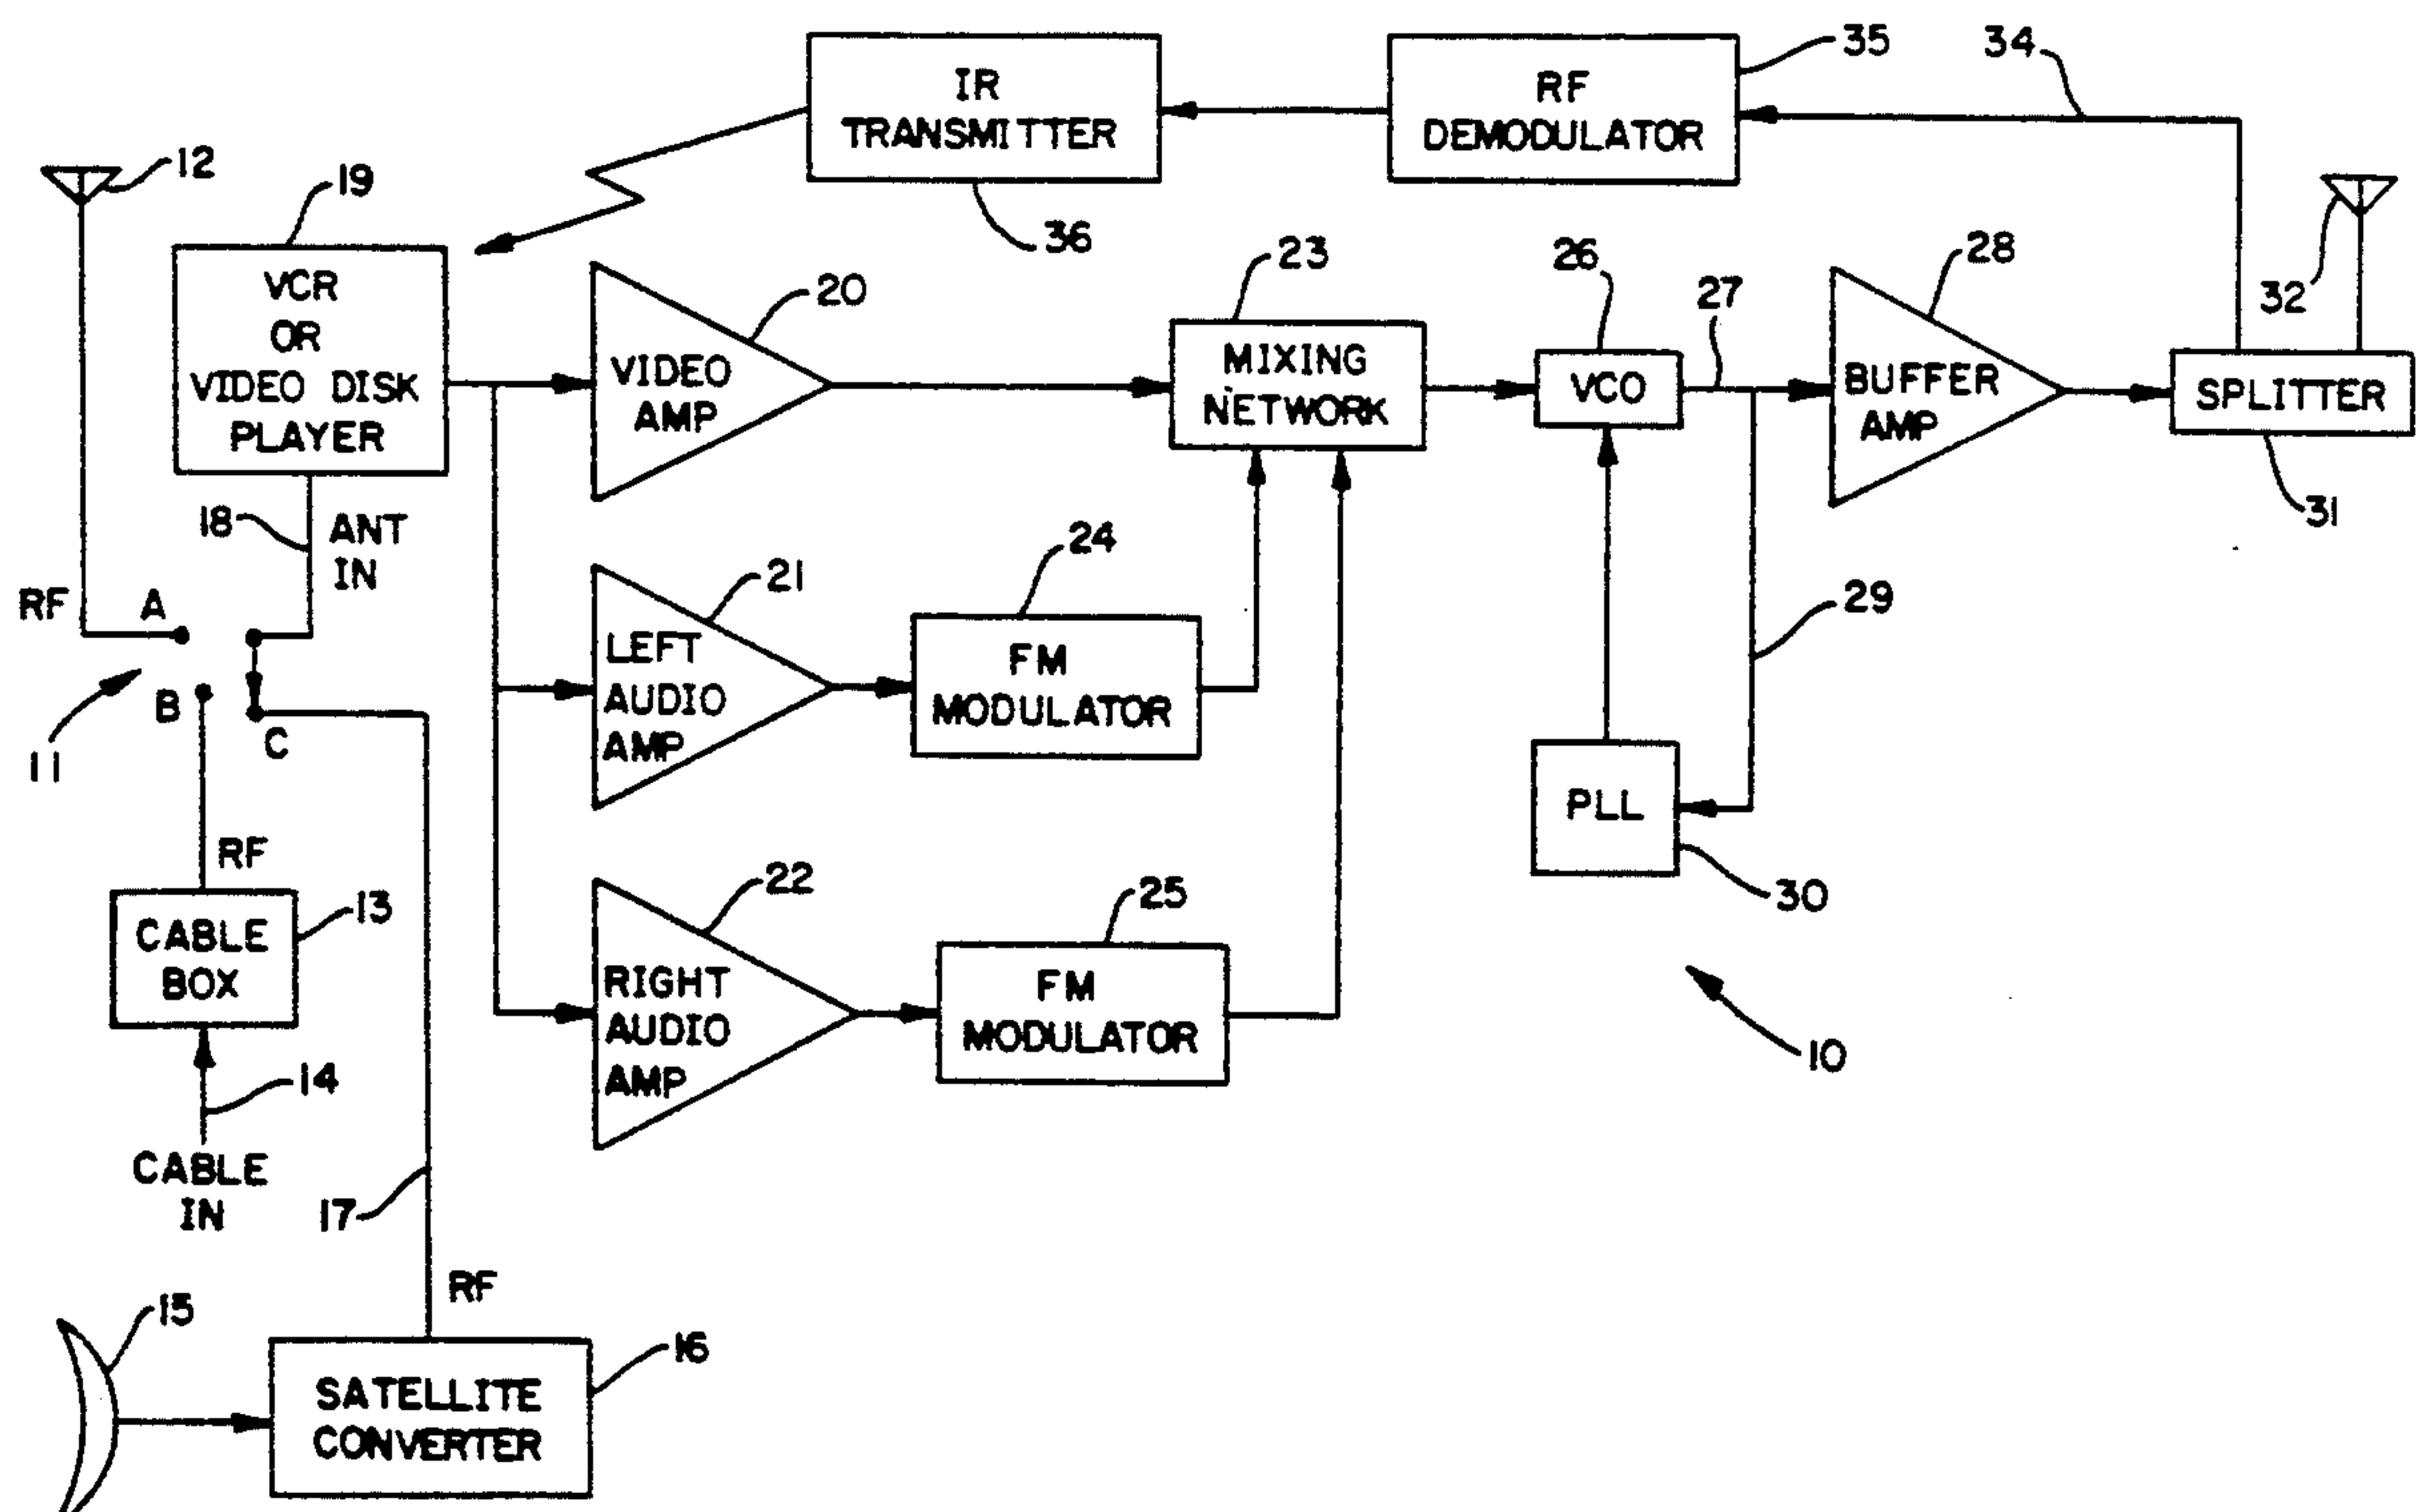 IR
TRANSMITTER
36
RF
DEMODULATOR
35
34
12
19
VCR
OR
VIDEO DISK
PLAYER
18
ANT
IN
RF
A
B
C
11
20
VIDEO
AMP
21
LEFT
AUDIO
AMP
22
RIGHT
AUDIO
AMP
24
FM
MODULATOR
25
FM
MODULATOR
23
MIXING
NETWORK
26
VCO
27
28
BUFFER
AMP
29
PLL
30
32
SPLITTER
31
10
RF
CABLE
BOX
13
14
CABLE
IN
17
RF
15
SATELLITE
CONVERTER
16